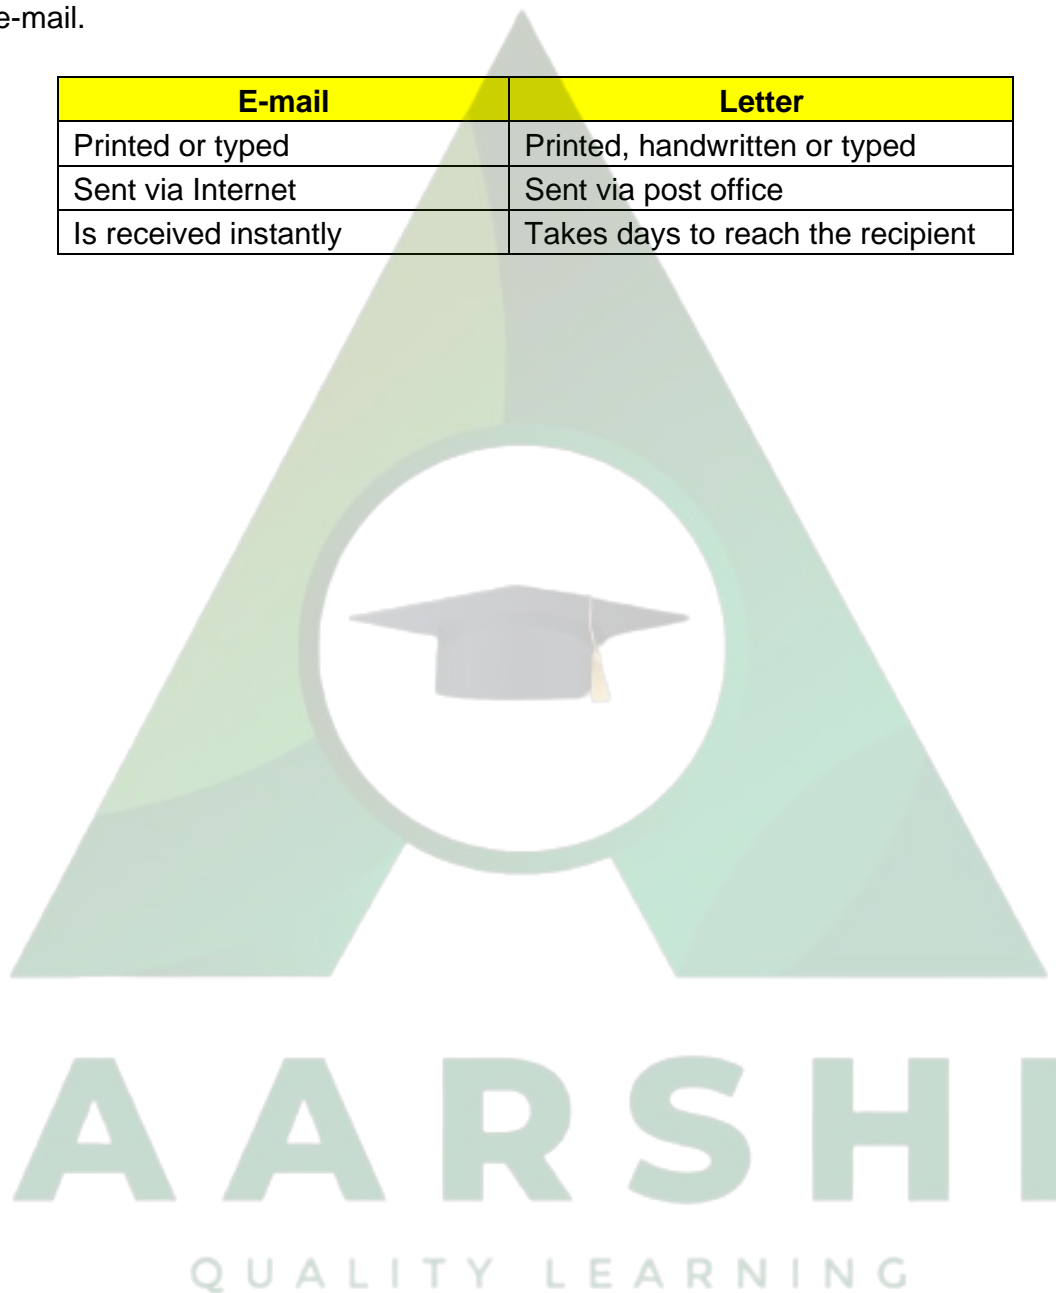 e-mail.
E-mail Letter
Printed or typed Printed, handwritten or typed
Sent via Internet Sent via post office
Is received instantly Takes days to reach the recipient
AARSHI
QUALITY LEARNING